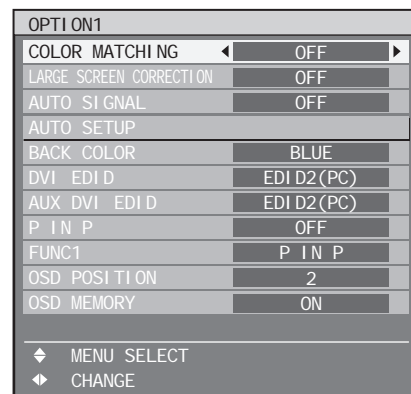 OPTION1
COLOR MATCHING ◀ OFF ▶
LARGE SCREEN CORRECTION OFF
AUTO SIGNAL OFF
AUTO SETUP
BACK COLOR BLUE
DVI EDID EDID2(PC)
AUX DVI EDID EDID2(PC)
P IN P OFF
FUNC1 P IN P
OSD POSITION 2
OSD MEMORY ON
MENU SELECT
CHANGE